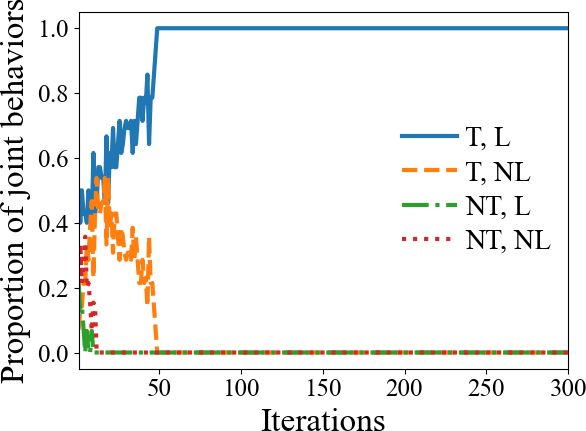 Proportion of joint behaviors
1.0
0.8
0.6
0.4
0.2
0.0
T, L
T, NL
NT, L
NT, NL
50 100 150 200 250 300
Iterations